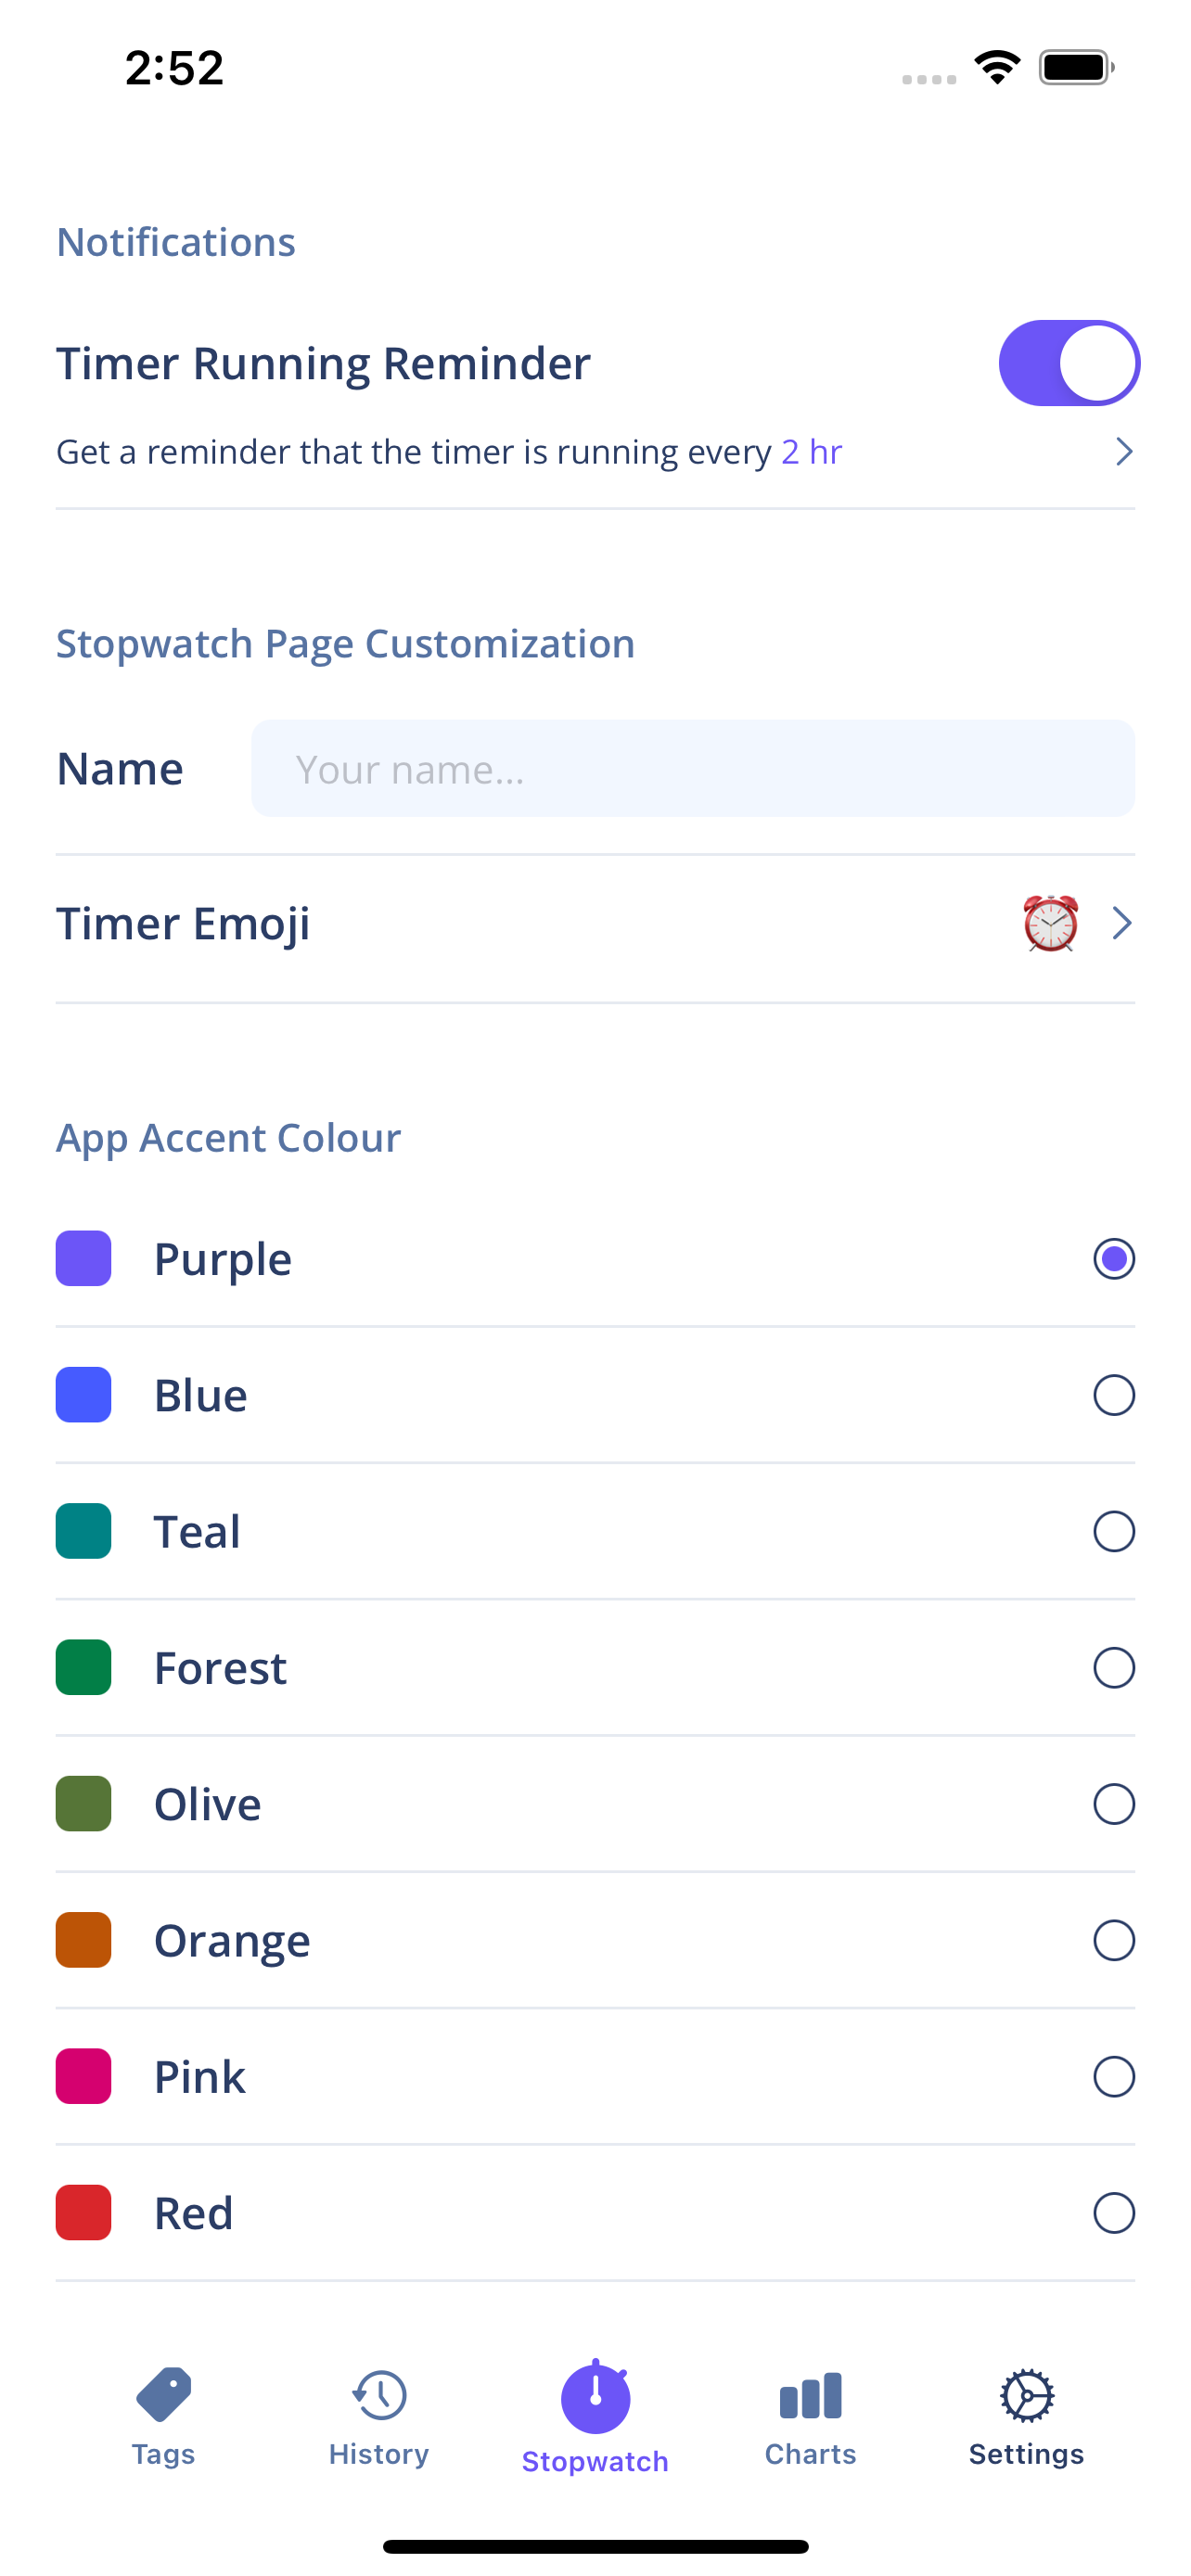 2:52
Notifications
Timer Running Reminder
Get a reminder that the timer is running every 2 hr
Stopwatch Page Customization
Name
Your name...
Timer Emoji
App Accent Colour
Purple
Blue
Teal
Forest
Olive
Orange
Pink
Red
Tags
History
Stopwatch
Charts
Settings